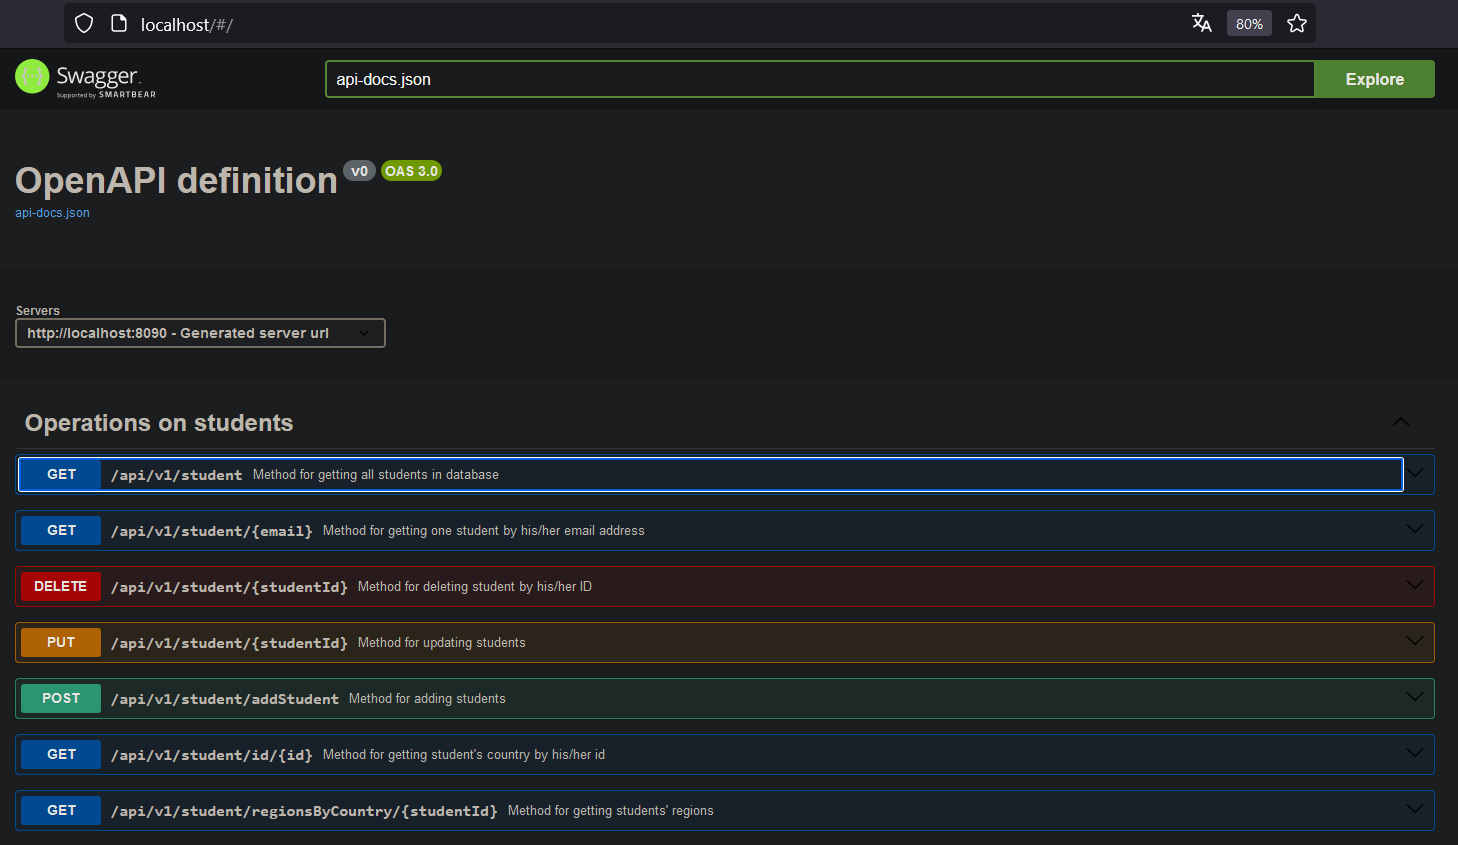 localhost/#/
80%
Swagger
Supported by SMARTBEAR
api-docs.json
Explore
OpenAPI definition v0 OAS 3.0
api-docs.json
Servers
http://localhost:8090 - Generated server url
Operations on students
GET /api/v1/student Method for getting all students in database
GET /api/v1/student/{email} Method for getting one student by his/her email address
DELETE /api/v1/student/{studentId} Method for deleting student by his/her ID
PUT /api/v1/student/{studentId} Method for updating students
POST /api/v1/student/addStudent Method for adding students
GET /api/v1/student/id/{id} Method for getting student's country by his/her id
GET /api/v1/student/regionsByCountry/{studentId} Method for getting students' regions